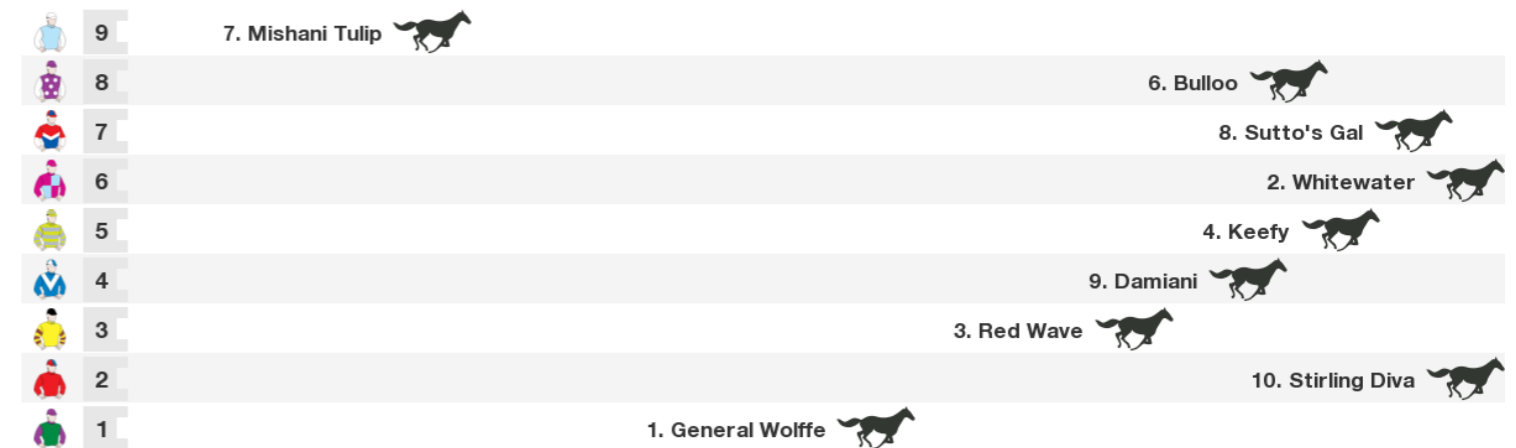 9 7. Mishani Tulip
8 6. Bulloo
7 8. Sutto's Gal
6 2. Whitewater
5 4. Keefy
4 9. Damiani
3 3. Red Wave
2 10. Stirling Diva
1 1. General Wolffe